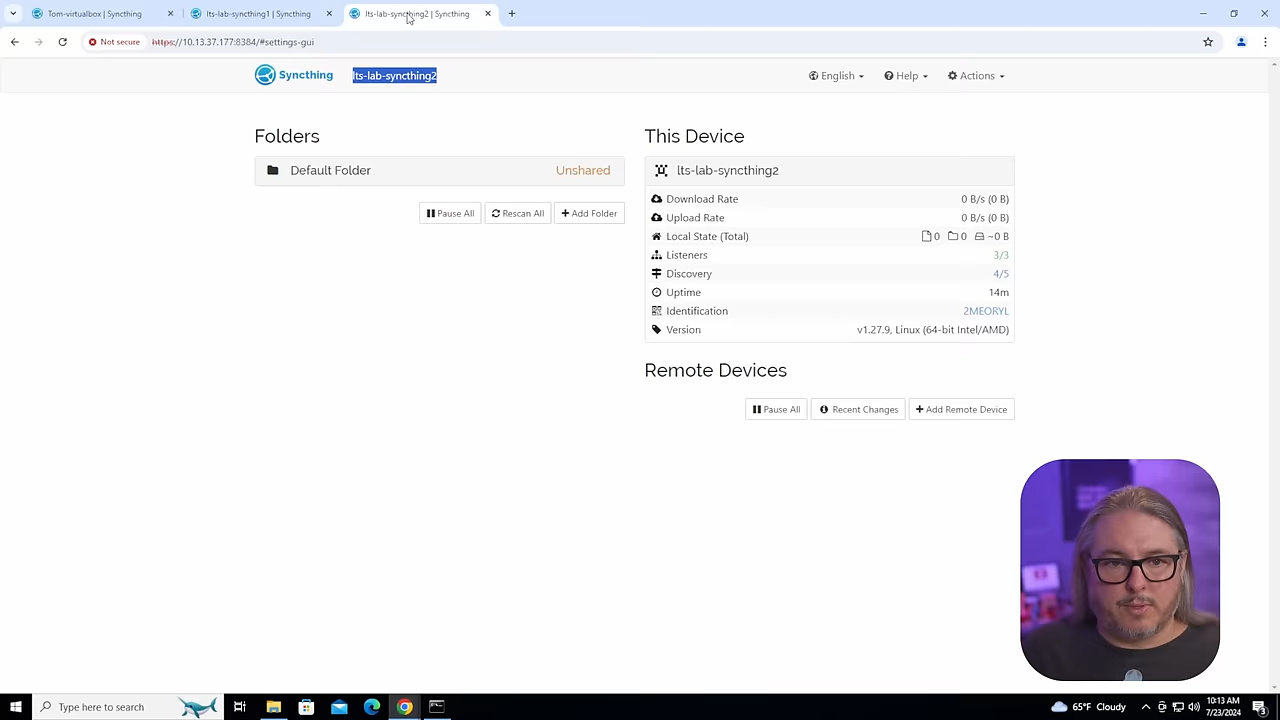 Tom-virtualbox | Syncthing
lts-lab-syncthing1 | Syncthing
lts-lab-syncthing2 | Syncthing
Not secure https://10.13.37.177:8384/#settings-gui
Syncthing lts-lab-syncthing2 English Help Actions
Folders
Default Folder Unshared
Pause All Rescan All Add Folder
This Device
lts-lab-syncthing2
Download Rate 0 B/s (0 B)
Upload Rate 0 B/s (0 B)
Local State (Total) 0 0 ~0 B
Listeners 3/3
Discovery 4/5
Uptime 14m
Identification 2MEORYL
Version v1.27.9, Linux (64-bit Intel/AMD)
Remote Devices
Pause All Recent Changes Add Remote Device
Type here to search
65°F Cloudy
10:13 AM
7/23/2024
3